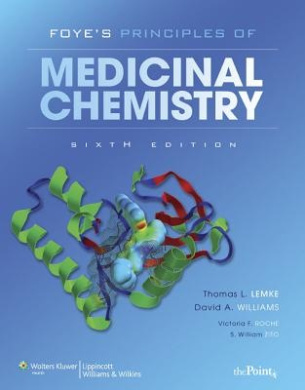 FOYE'S PRINCIPLES OF
MEDICINAL
CHEMISTRY
SIXTH EDITION
Thomas L. LEMKE
David A. WILLIAMS
Victoria F. ROCHE
S. William ZITO
Wolters Kluwer
Health
Lippincott
Williams & Wilkins
thePoint